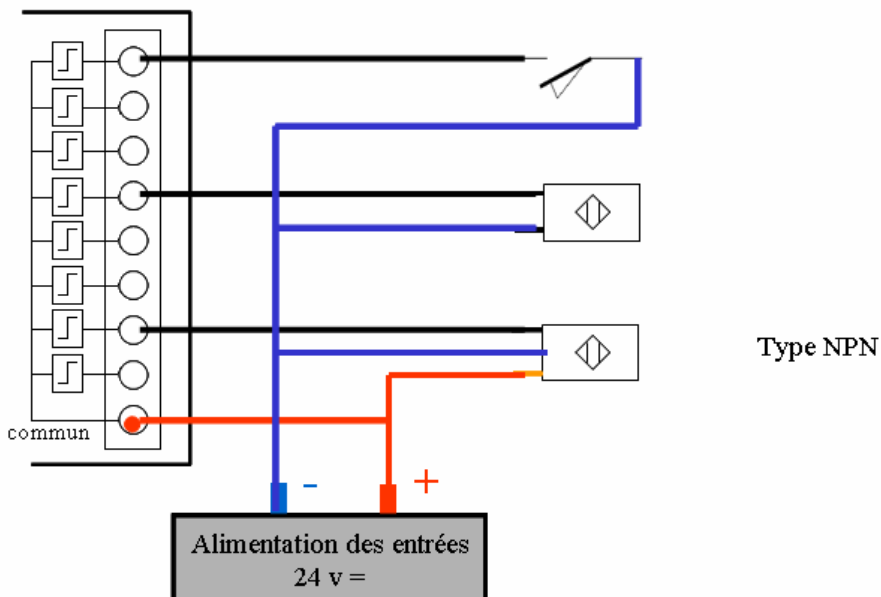 Type NPN
commun
- +
Alimentation des entrées
24 v =